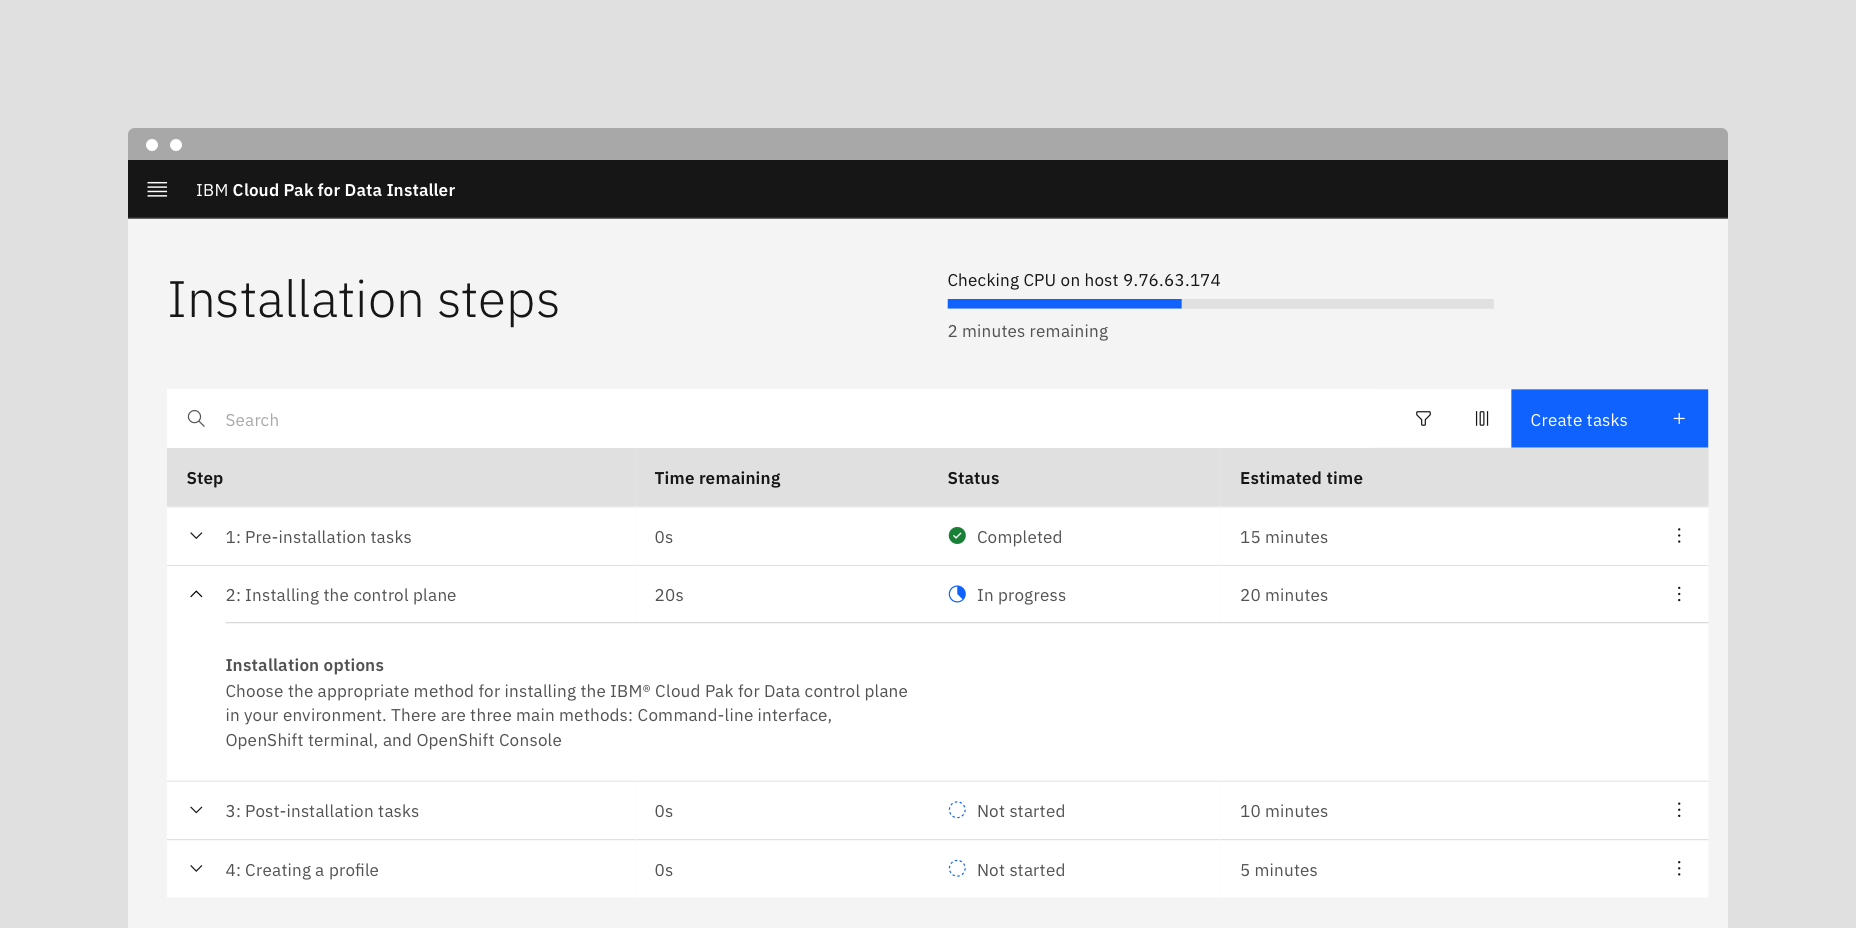 IBM Cloud Pak for Data Installer
Installation steps
Checking CPU on host 9.76.63.174
2 minutes remaining
Search
Create tasks
Step Time remaining Status Estimated time
1: Pre-installation tasks 0s Completed 15 minutes
2: Installing the control plane 20s In progress 20 minutes
Installation options
Choose the appropriate method for installing the IBM® Cloud Pak for Data control plane
in your environment. There are three main methods: Command-line interface,
OpenShift terminal, and OpenShift Console
3: Post-installation tasks 0s Not started 10 minutes
4: Creating a profile 0s Not started 5 minutes